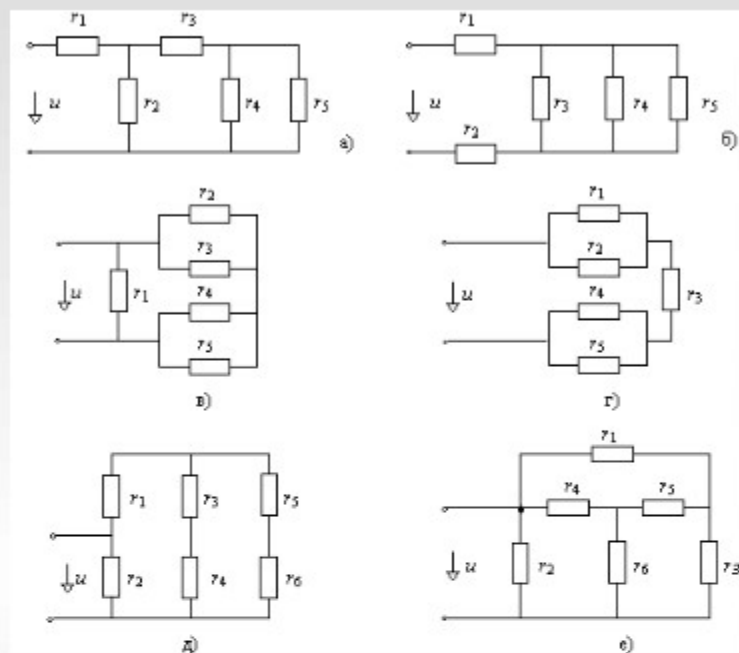 r1 r3
u r2 r4 r5
а)
r1
u r3 r4 r5
r2
б)
r2
r3
u r1 r4
r5
в)
r1
r2
u r4 r3
r5
г)
r1 r3 r5
u r2 r4 r6
д)
r1
r4 r5
u r2 r6 r3
е)